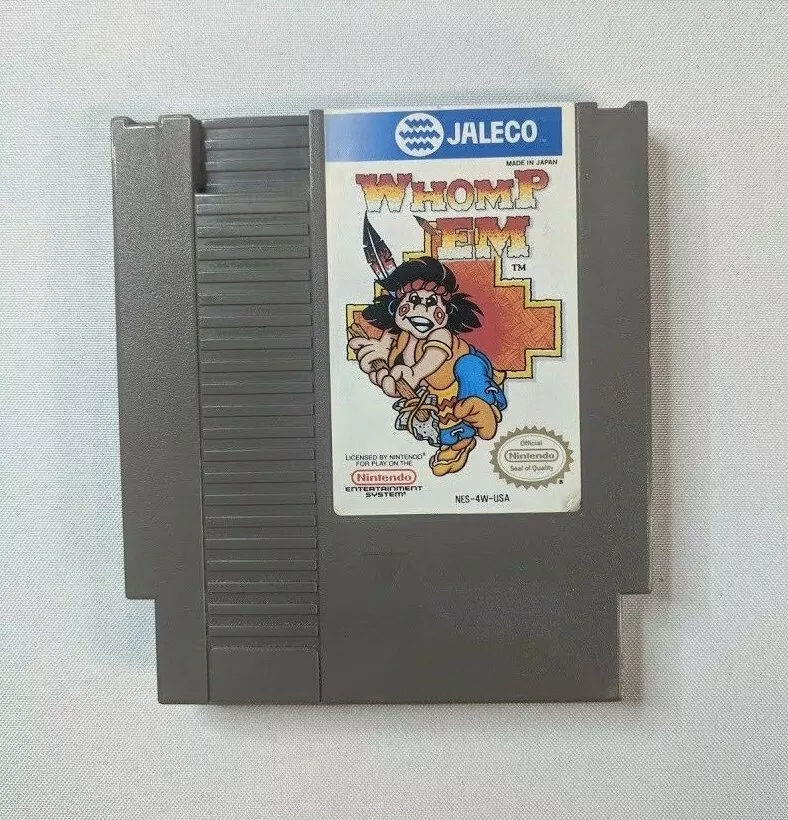 JALECO
MADE IN JAPAN
WHOMP
'EM
TM
LICENSED BY NINTENDO®
FOR PLAY ON THE
Nintendo
ENTERTAINMENT
SYSTEM®
Official
Nintendo
Seal of Quality
NES-4W-USA